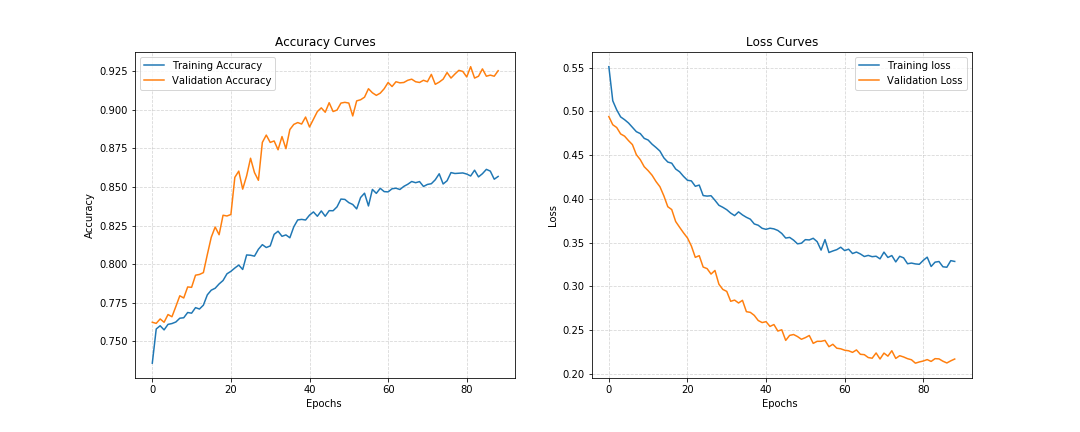 Accuracy Curves
Training Accuracy
Validation Accuracy
0.925
0.900
0.875
0.850
0.825
0.800
0.775
0.750
Accuracy
0 20 40 60 80
Epochs
Loss Curves
Training loss
Validation Loss
0.55
0.50
0.45
0.40
0.35
0.30
0.25
0.20
Loss
0 20 40 60 80
Epochs